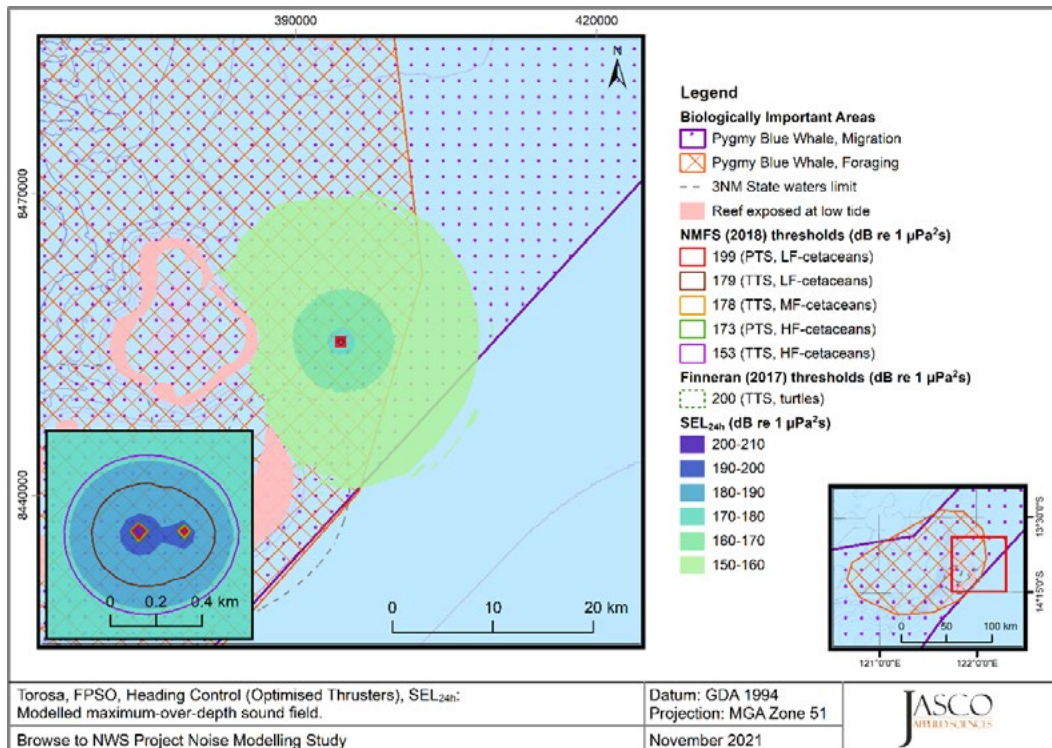 390000
420000
8470000
8440000
N
0 0.2 0.4 km
0 10 20 km
Legend
Biologically Important Areas
Pygmy Blue Whale, Migration
Pygmy Blue Whale, Foraging
3NM State waters limit
Reef exposed at low tide
NMFS (2018) thresholds (dB re 1 µPa²s)
199 (PTS, LF-cetaceans)
179 (TTS, LF-cetaceans)
178 (TTS, MF-cetaceans)
173 (PTS, HF-cetaceans)
153 (TTS, HF-cetaceans)
Finneran (2017) thresholds (dB re 1 µPa²s)
200 (TTS, turtles)
SEL24h (dB re 1 µPa²s)
200-210
190-200
180-190
170-180
180-170
150-160
13°30'S
14°15'S
0 50 100 km
121°0'0"E 122°0'0"E
Torosa, FPSO, Heading Control (Optimised Thrusters), SEL24h:
Modelled maximum-over-depth sound field.
Browse to NWS Project Noise Modelling Study
Datum: GDA 1994
Projection: MGA Zone 51
November 2021
JASCO
APPLIED SCIENCES